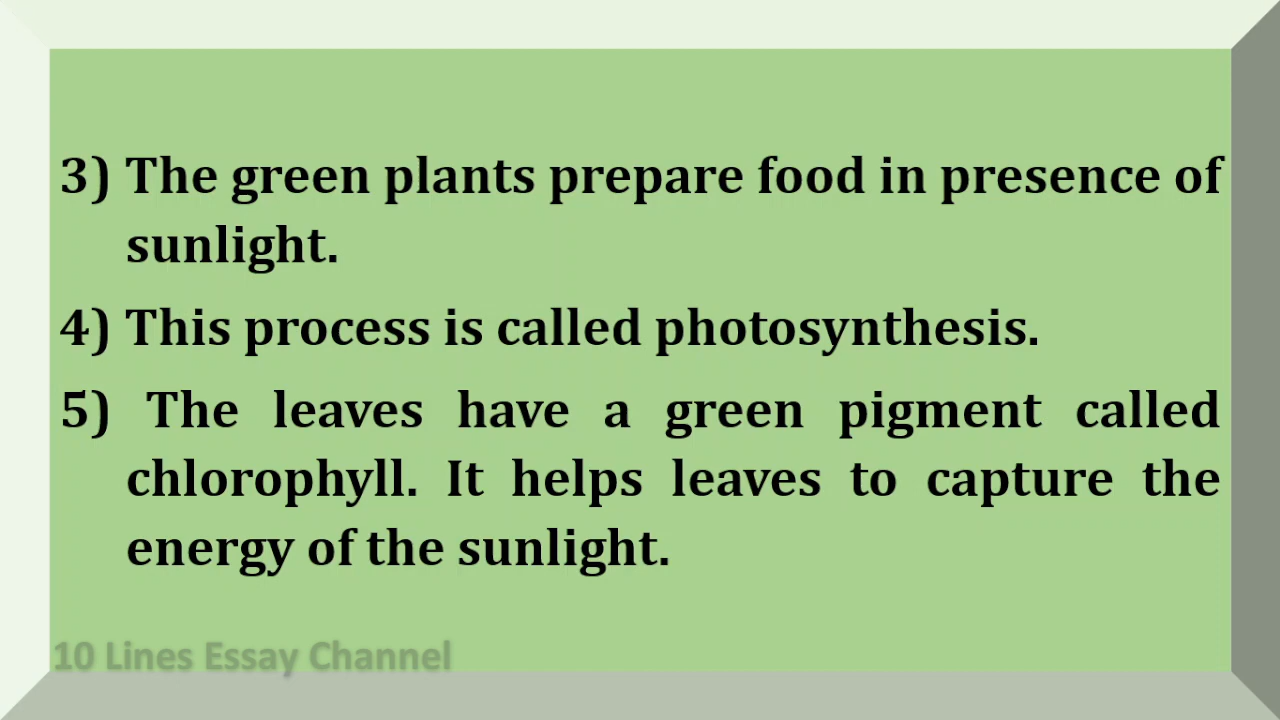 3) The green plants prepare food in presence of
sunlight.
4) This process is called photosynthesis.
5) The leaves have a green pigment called
chlorophyll. It helps leaves to capture the
energy of the sunlight.
10 Lines Essay Channel